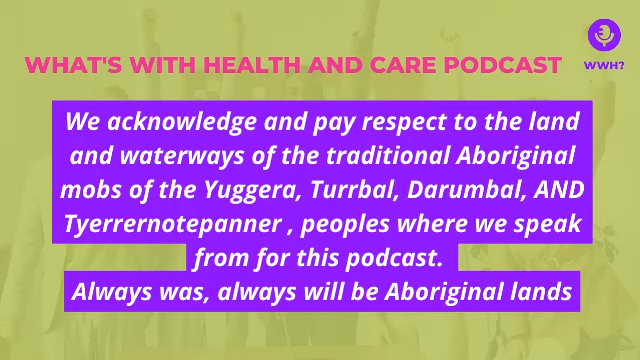 WHAT'S WITH HEALTH AND CARE PODCAST
WWH?
We acknowledge and pay respect to the land
and waterways of the traditional Aboriginal
mobs of the Yuggera, Turrbal, Darumbal, AND
Tyerrernotepanner , peoples where we speak
from for this podcast.
Always was, always will be Aboriginal lands